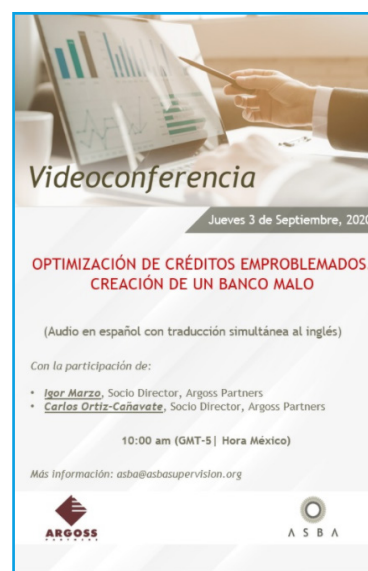 Videoconferencia
Jueves 3 de Septiembre, 2020
OPTIMIZACIÓN DE CRÉDITOS EMPROBLEMADOS
CREACIÓN DE UN BANCO MALO
(Audio en español con traducción simultánea al inglés)
Con la participación de:
• Igor Marzo, Socio Director, Argoss Partners
• Carlos Ortiz-Cañavate, Socio Director, Argoss Partners
10:00 am (GMT-5| Hora México)
Más información: asba@asbasupervision.org
ARGOSS
PARTNERS
A S B A